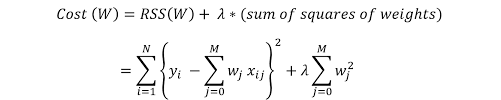 Cost (W) = RSS(W) + λ * (sum of squares of weights)
= ∑_{i=1}^{N} { y_i − ∑_{j=0}^{M} w_j x_{ij} }^2 + λ ∑_{j=0}^{M} w_j^2